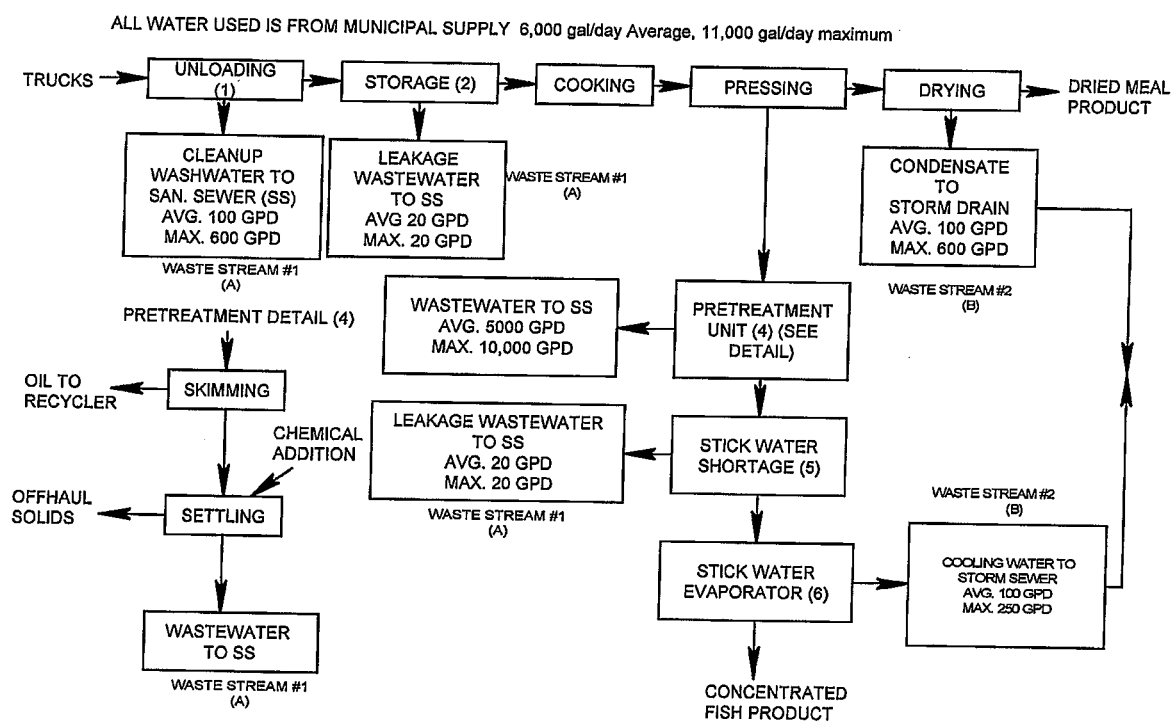 ALL WATER USED IS FROM MUNICIPAL SUPPLY 6,000 gal/day Average, 11,000 gal/day maximum
TRUCKS
UNLOADING
(1)
STORAGE (2)
COOKING
PRESSING
DRYING
DRIED MEAL
PRODUCT
CLEANUP
WASHWATER TO
SAN. SEWER (SS)
AVG. 100 GPD
MAX. 600 GPD
WASTE STREAM #1
(A)
LEAKAGE
WASTEWATER
TO SS
AVG 20 GPD
MAX. 20 GPD
WASTE STREAM #1
(A)
CONDENSATE
TO
STORM DRAIN
AVG. 100 GPD
MAX. 600 GPD
WASTE STREAM #2
(B)
WASTEWATER TO SS
AVG. 5000 GPD
MAX. 10,000 GPD
PRETREATMENT
UNIT (4) (SEE
DETAIL)
PRETREATMENT DETAIL (4)
OIL TO
RECYCLER
SKIMMING
CHEMICAL
ADDITION
OFFHAUL
SOLIDS
SETTLING
WASTEWATER
TO SS
WASTE STREAM #1
(A)
LEAKAGE WASTEWATER
TO SS
AVG. 20 GPD
MAX. 20 GPD
WASTE STREAM #1
(A)
STICK WATER
SHORTAGE (5)
STICK WATER
EVAPORATOR (6)
WASTE STREAM #2
(B)
COOLING WATER TO
STORM SEWER
AVG. 100 GPD
MAX. 250 GPD
CONCENTRATED
FISH PRODUCT